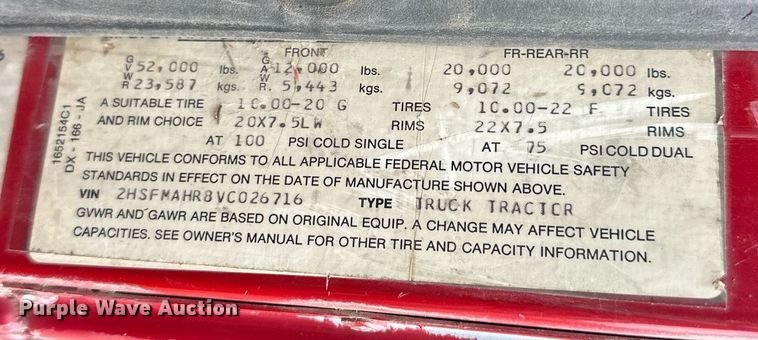 FRONT FR-REAR-RR
GVWR 52,000 lbs. GAWR 12,000 lbs. 20,000 20,000 lbs.
23,587 kgs. 5,443 kgs. 9,072 9,072 kgs.
A SUITABLE TIRE 10.00-20 G TIRES 10.00-22 F TIRES
AND RIM CHOICE 20X7.5LW RIMS 22X7.5 RIMS
AT 100 PSI COLD SINGLE AT 75 PSI COLD DUAL
THIS VEHICLE CONFORMS TO ALL APPLICABLE FEDERAL MOTOR VEHICLE SAFETY
STANDARDS IN EFFECT ON THE DATE OF MANUFACTURE SHOWN ABOVE.
VIN 2HSFMAHR8VC026716 TYPE TRUCK TRACTOR
GVWR AND GAWR ARE BASED ON ORIGINAL EQUIP. A CHANGE MAY AFFECT VEHICLE
CAPACITIES. SEE OWNER'S MANUAL FOR OTHER TIRE AND CAPACITY INFORMATION.
1652154C1
DX - 166 - JA
Purple Wave Auction